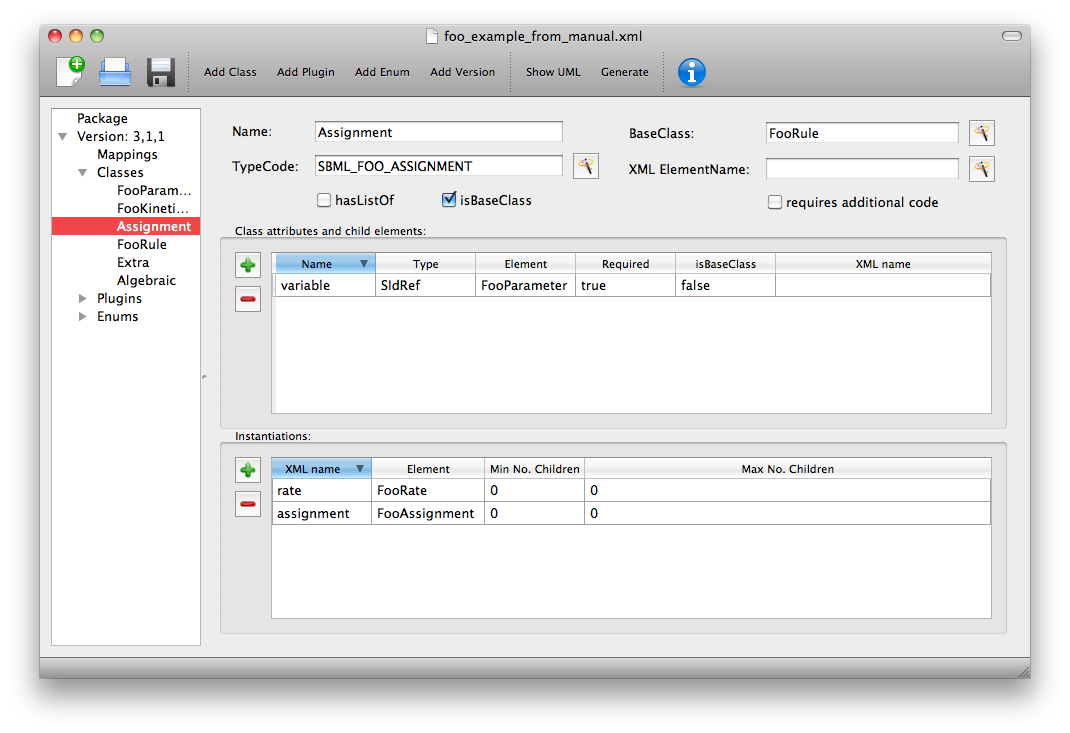 foo_example_from_manual.xml
Add Class Add Plugin Add Enum Add Version Show UML Generate
Package
Version: 3,1,1
Mappings
Classes
FooParam...
FooKineti...
Assignment
FooRule
Extra
Algebraic
Plugins
Enums
Name: Assignment BaseClass: FooRule
TypeCode: SBML_FOO_ASSIGNMENT XML ElementName:
hasListOf isBaseClass requires additional code
Class attributes and child elements:
Name Type Element Required isBaseClass XML name
variable SIdRef FooParameter true false
Instantiations:
XML name Element Min No. Children Max No. Children
rate FooRate 0 0
assignment FooAssignment 0 0